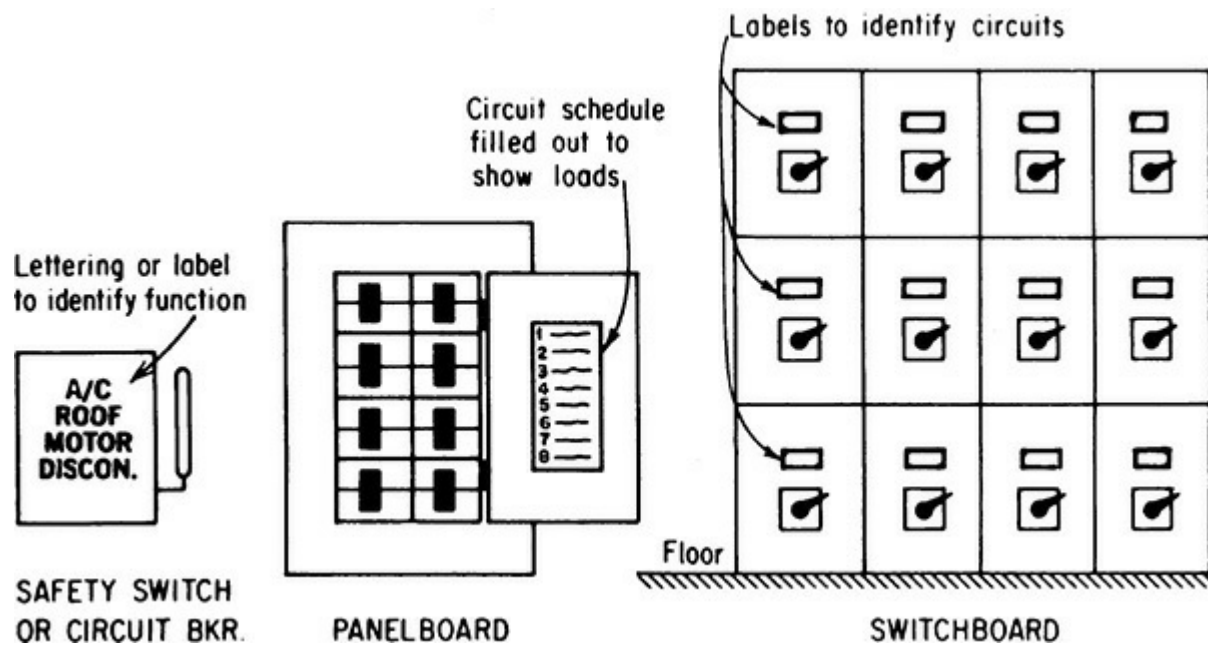 Labels to identify circuits
Circuit schedule
filled out to
show loads
Lettering or label
to identify function
A/C
ROOF
MOTOR
DISCON.
1
2
3
4
5
6
7
8
Floor
SAFETY SWITCH
OR CIRCUIT BKR.
PANELBOARD
SWITCHBOARD